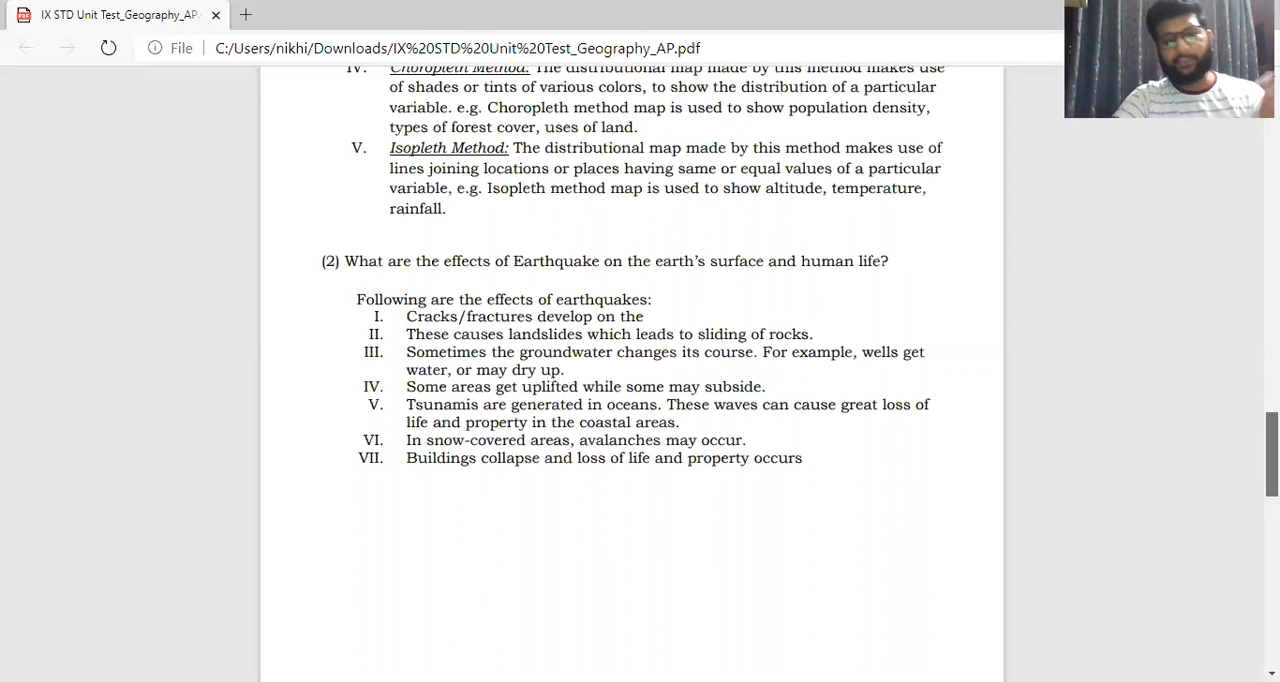 IX STD Unit Test_Geography_AP.
File C:/Users/nikhi/Downloads/IX%20STD%20Unit%20Test_Geography_AP.pdf
IV. Choropleth Method: The distributional map made by this method makes use
of shades or tints of various colors, to show the distribution of a particular
variable. e.g. Choropleth method map is used to show population density,
types of forest cover, uses of land.
V. Isopleth Method: The distributional map made by this method makes use of
lines joining locations or places having same or equal values of a particular
variable, e.g. Isopleth method map is used to show altitude, temperature,
rainfall.
(2) What are the effects of Earthquake on the earth's surface and human life?
Following are the effects of earthquakes:
I. Cracks/fractures develop on the
II. These causes landslides which leads to sliding of rocks.
III. Sometimes the groundwater changes its course. For example, wells get
water, or may dry up.
IV. Some areas get uplifted while some may subside.
V. Tsunamis are generated in oceans. These waves can cause great loss of
life and property in the coastal areas.
VI. In snow-covered areas, avalanches may occur.
VII. Buildings collapse and loss of life and property occurs